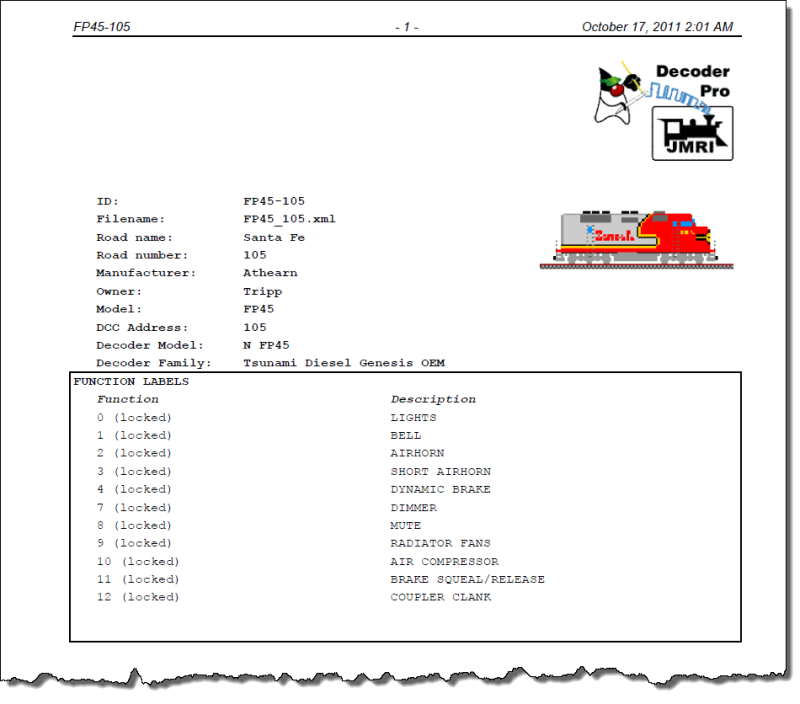 FP45-105 - 1 - October 17, 2011 2:01 AM
Decoder
Pro
JMRI
ID: FP45-105
Filename: FP45_105.xml
Road name: Santa Fe
Road number: 105
Manufacturer: Athearn
Owner: Tripp
Model: FP45
DCC Address: 105
Decoder Model: N FP45
Decoder Family: Tsunami Diesel Genesis OEM
FUNCTION LABELS
Function Description
0 (locked) LIGHTS
1 (locked) BELL
2 (locked) AIRHORN
3 (locked) SHORT AIRHORN
4 (locked) DYNAMIC BRAKE
7 (locked) DIMMER
8 (locked) MUTE
9 (locked) RADIATOR FANS
10 (locked) AIR COMPRESSOR
11 (locked) BRAKE SQUEAL/RELEASE
12 (locked) COUPLER CLANK